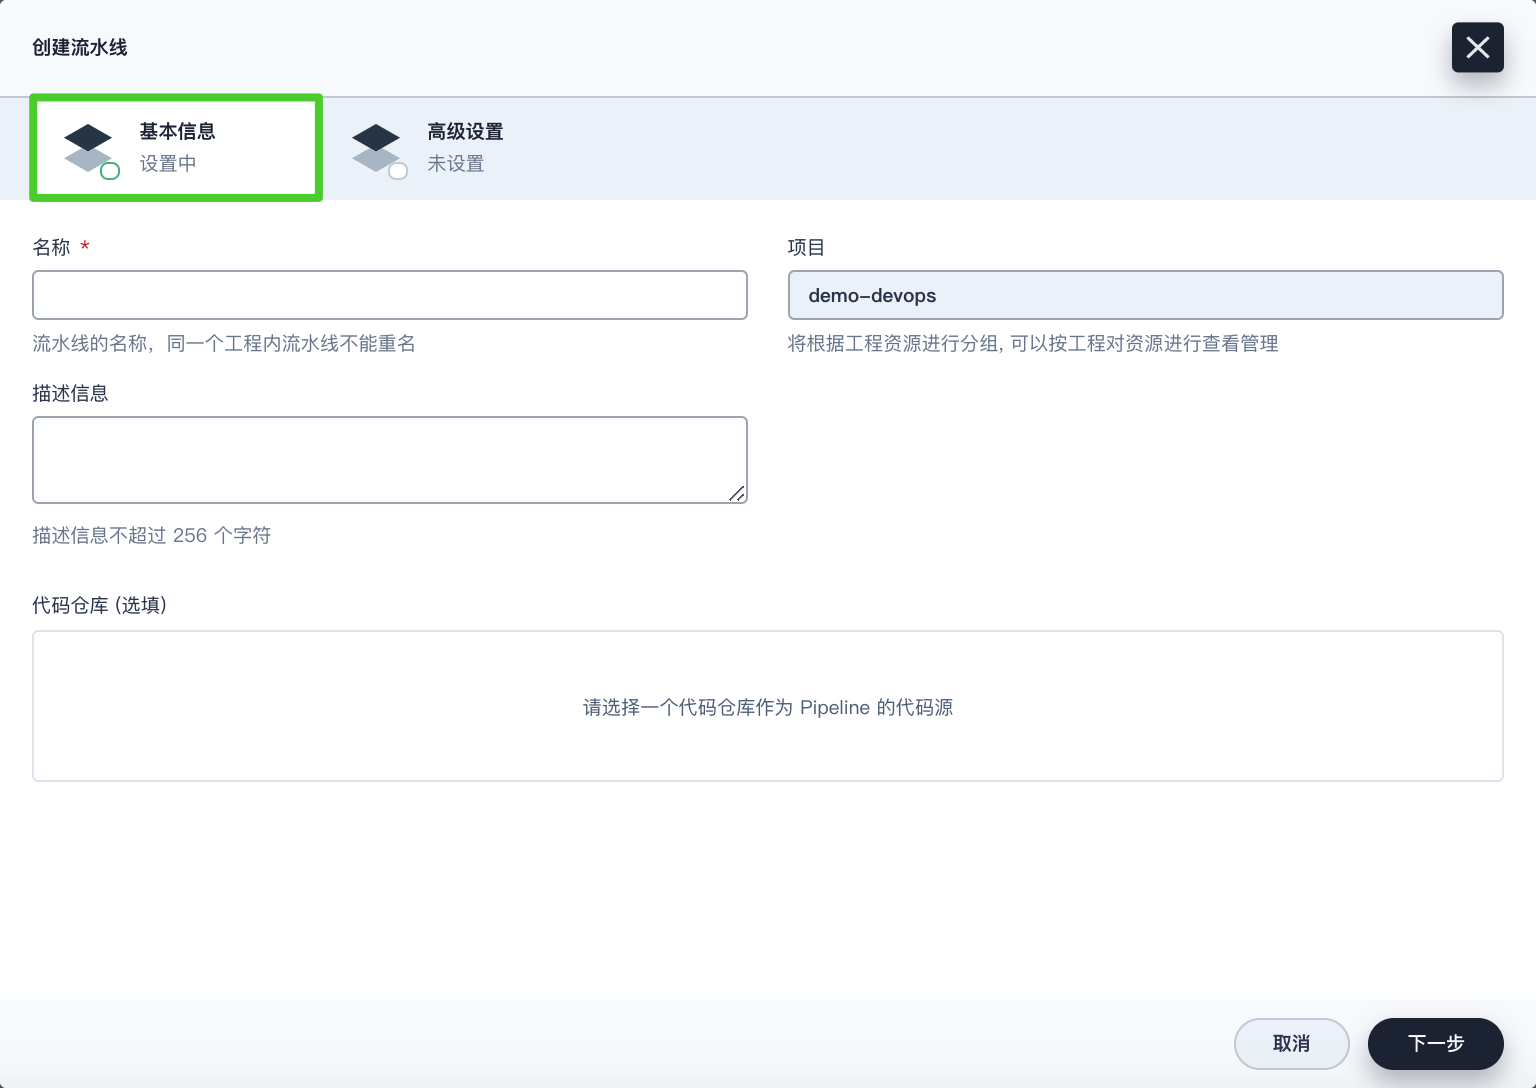 创建流水线
基本信息
设置中
高级设置
未设置
名称 *
项目
demo-devops
流水线的名称，同一个工程内流水线不能重名
将根据工程资源进行分组, 可以按工程对资源进行查看管理
描述信息
描述信息不超过 256 个字符
代码仓库 (选填)
请选择一个代码仓库作为 Pipeline 的代码源
取消
下一步